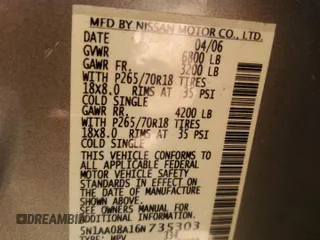 MFD BY NISSAN MOTOR CO., LTD.
DATE 04/06
GVWR 6800 LB
GAWR FR. 3200 LB
WITH P265/70R18 TIRES
18x8.0 RIMS AT 35 PSI
COLD SINGLE
GAWR RR. 4200 LB
WITH P265/70R18 TIRES
18x8.0 RIMS AT 35 PSI
COLD SINGLE
THIS VEHICLE CONFORMS TO
ALL APPLICABLE FEDERAL
MOTOR VEHICLE SAFETY
STANDARDS IN EFFECT ON
THE DATE OF MANUFACTURE
SHOWN ABOVE.
SEE OWNERS MANUAL FOR
ADDITIONAL INFORMATION.
5N1AA08A16N735303
TYPE: MPV
DREAMBID